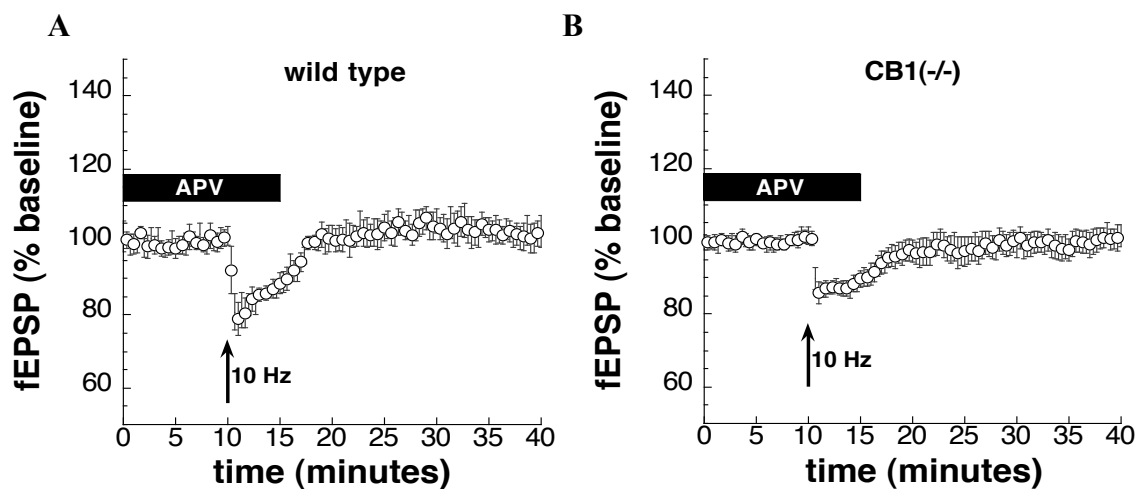 A
wild type
fEPSP (% baseline)
140
120
100
80
60
APV
10 Hz
0 5 10 15 20 25 30 35 40
time (minutes)
B
CB1(-/-)
fEPSP (% baseline)
140
120
100
80
60
APV
10 Hz
0 5 10 15 20 25 30 35 40
time (minutes)